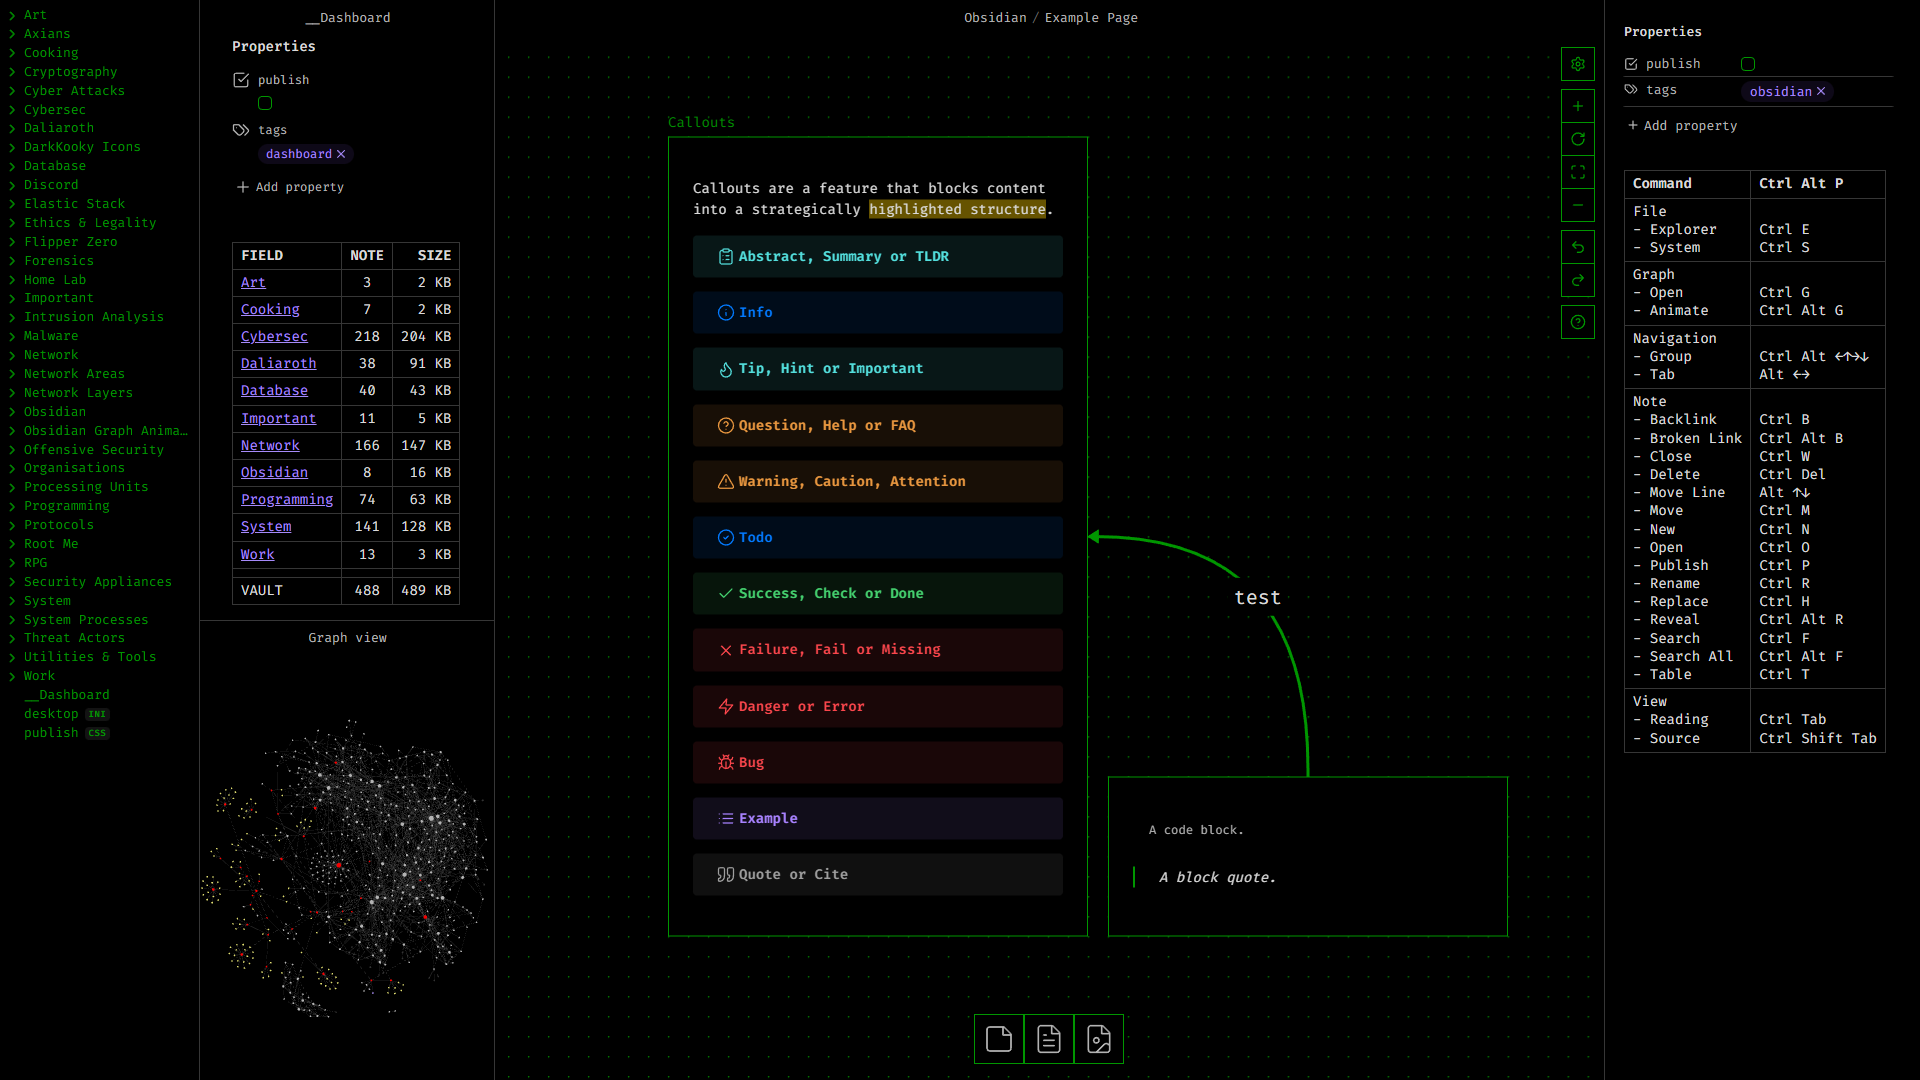 Art
Axians
Cooking
Cryptography
Cyber Attacks
Cybersec
Daliaroth
DarkKooky Icons
Database
Discord
Elastic Stack
Ethics & Legality
Flipper Zero
Forensics
Home Lab
Important
Intrusion Analysis
Malware
Network
Network Areas
Network Layers
Obsidian
Obsidian Graph Anima…
Offensive Security
Organisations
Processing Units
Programming
Protocols
Root Me
RPG
Security Appliances
System
System Processes
Threat Actors
Utilities & Tools
Work
__Dashboard
desktop INI
publish CSS
__Dashboard
Properties
publish
tags
dashboard
Add property
FIELD NOTE SIZE
Art 3 2 KB
Cooking 7 2 KB
Cybersec 218 204 KB
Daliaroth 38 91 KB
Database 40 43 KB
Important 11 5 KB
Network 166 147 KB
Obsidian 8 16 KB
Programming 74 63 KB
System 141 128 KB
Work 13 3 KB
VAULT 488 489 KB
Graph view
Obsidian / Example Page
Callouts
Callouts are a feature that blocks content
into a strategically highlighted structure.
Abstract, Summary or TLDR
Info
Tip, Hint or Important
Question, Help or FAQ
Warning, Caution, Attention
Todo
Success, Check or Done
Failure, Fail or Missing
Danger or Error
Bug
Example
Quote or Cite
test
A code block.
A block quote.
Properties
publish
tags obsidian
Add property
Command Ctrl Alt P
File
- Explorer Ctrl E
- System Ctrl S
Graph
- Open Ctrl G
- Animate Ctrl Alt G
Navigation
- Group Ctrl Alt ←↑→↓
- Tab Alt ←→
Note
- Backlink Ctrl B
- Broken Link Ctrl Alt B
- Close Ctrl W
- Delete Ctrl Del
- Move Line Alt ↑↓
- Move Ctrl M
- New Ctrl N
- Open Ctrl O
- Publish Ctrl P
- Rename Ctrl R
- Replace Ctrl H
- Reveal Ctrl Alt R
- Search Ctrl F
- Search All Ctrl Alt F
- Table Ctrl T
View
- Reading Ctrl Tab
- Source Ctrl Shift Tab